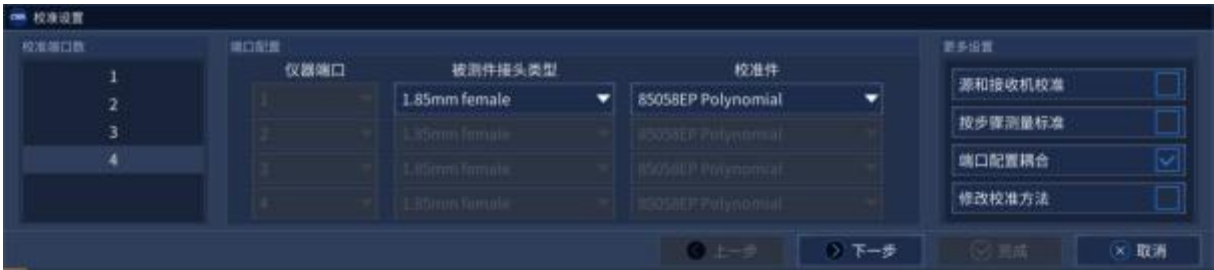 校准设置
校准端口数
1
2
3
4
端口配置
仪器端口 被测件接头类型 校准件
1 1.85mm female 85058EP Polynomial
2 1.85mm female 85058EP Polynomial
3 1.85mm female 85058EP Polynomial
4 1.85mm female 85058EP Polynomial
更多设置
源和接收机校准
按步骤测量标准
端口配置耦合
修改校准方法
上一步 下一步 完成 取消